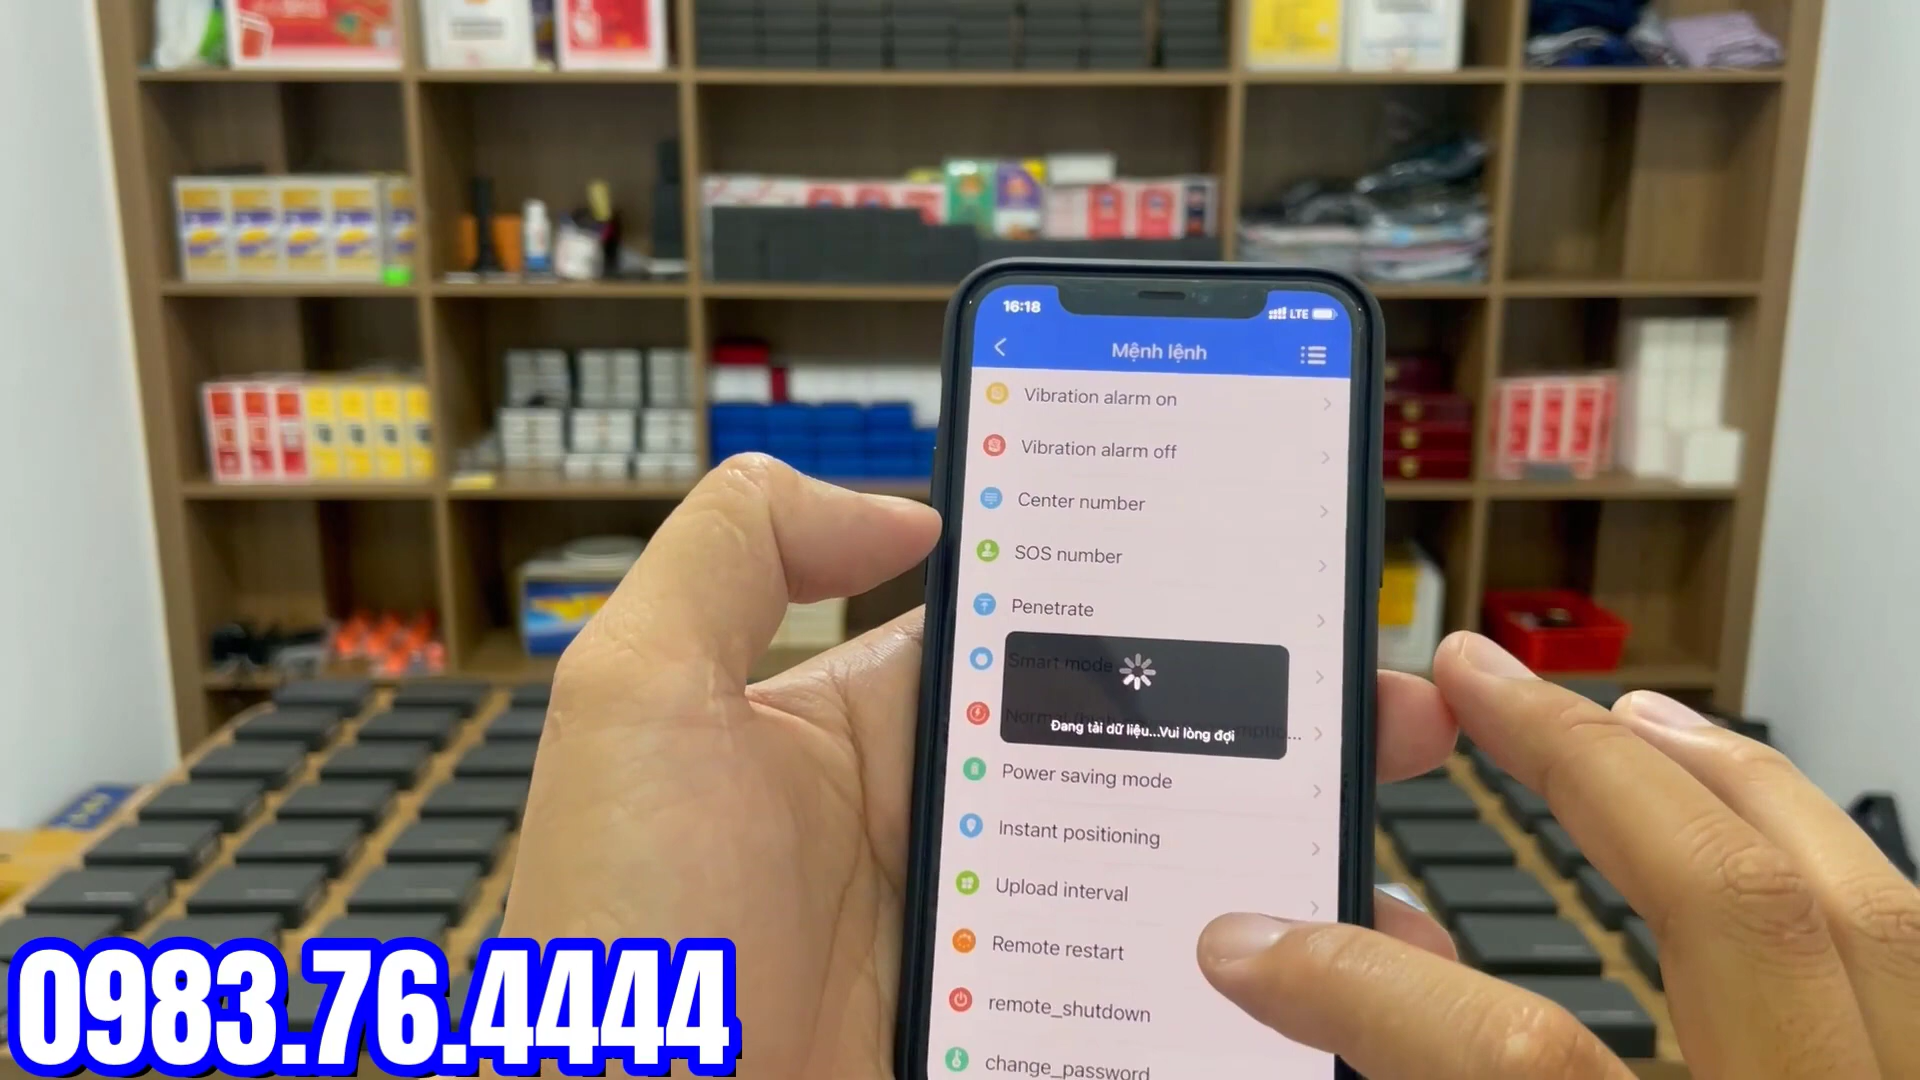 16:18
LTE
Mệnh lệnh
Vibration alarm on
Vibration alarm off
Center number
SOS number
Penetrate
Smart mode
Đang tải dữ liệu...Vui lòng đợi
Power saving mode
Instant positioning
Upload interval
Remote restart
remote_shutdown
change_password
0983.76.4444